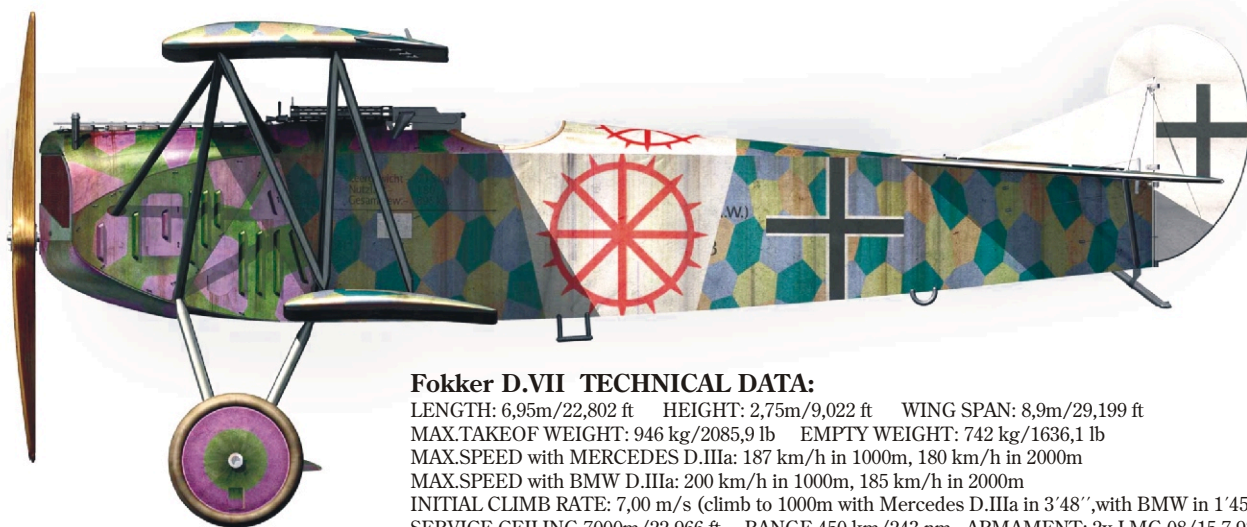 Nutzl
Gesamtgew.-
.W.)
Fokker D.VII TECHNICAL DATA:
LENGTH: 6,95m/22,802 ft HEIGHT: 2,75m/9,022 ft WING SPAN: 8,9m/29,199 ft
MAX.TAKEOF WEIGHT: 946 kg/2085,9 lb EMPTY WEIGHT: 742 kg/1636,1 lb
MAX.SPEED with MERCEDES D.IIIa: 187 km/h in 1000m, 180 km/h in 2000m
MAX.SPEED with BMW D.IIIa: 200 km/h in 1000m, 185 km/h in 2000m
INITIAL CLIMB RATE: 7,00 m/s (climb to 1000m with Mercedes D.IIIa in 3′48′′,with BMW in 1′45